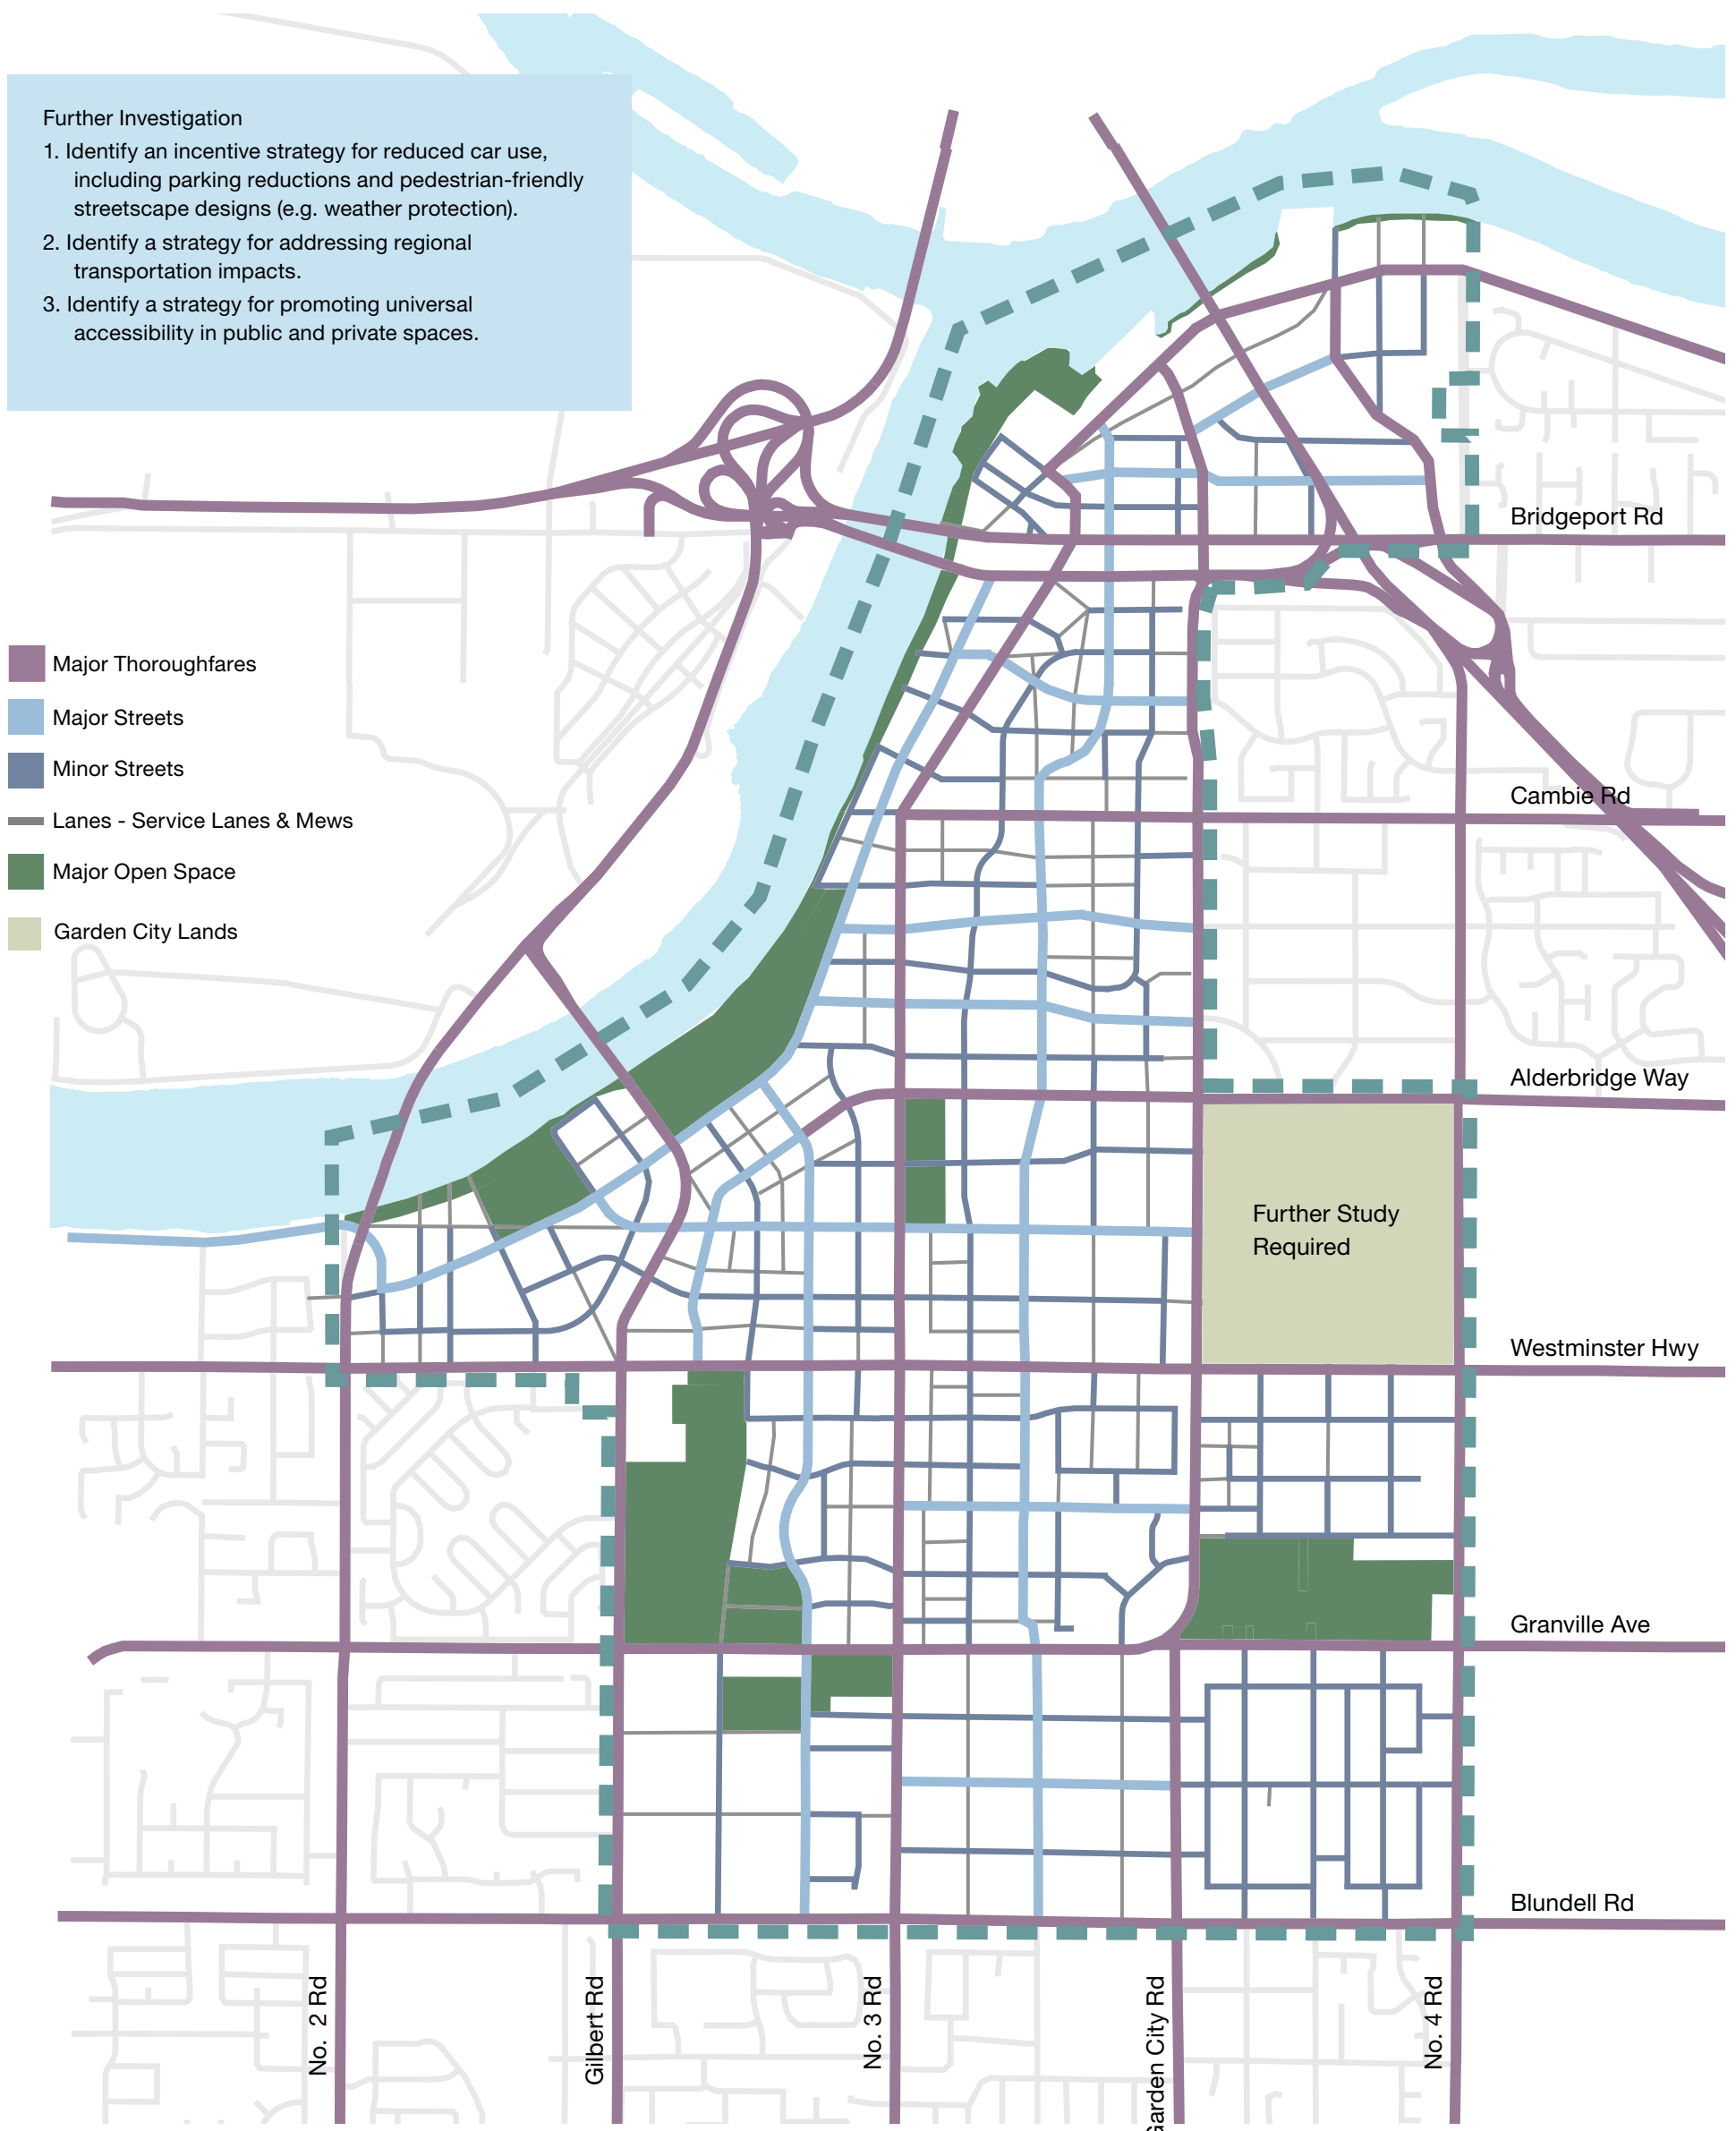 Further Investigation
1. Identify an incentive strategy for reduced car use,
including parking reductions and pedestrian-friendly
streetscape designs (e.g. weather protection).
2. Identify a strategy for addressing regional
transportation impacts.
3. Identify a strategy for promoting universal
accessibility in public and private spaces.
Major Thoroughfares
Major Streets
Minor Streets
Lanes - Service Lanes & Mews
Major Open Space
Garden City Lands
Bridgeport Rd
Cambie Rd
Alderbridge Way
Further Study
Required
Westminster Hwy
Granville Ave
Blundell Rd
No. 2 Rd
Gilbert Rd
No. 3 Rd
Garden City Rd
No. 4 Rd